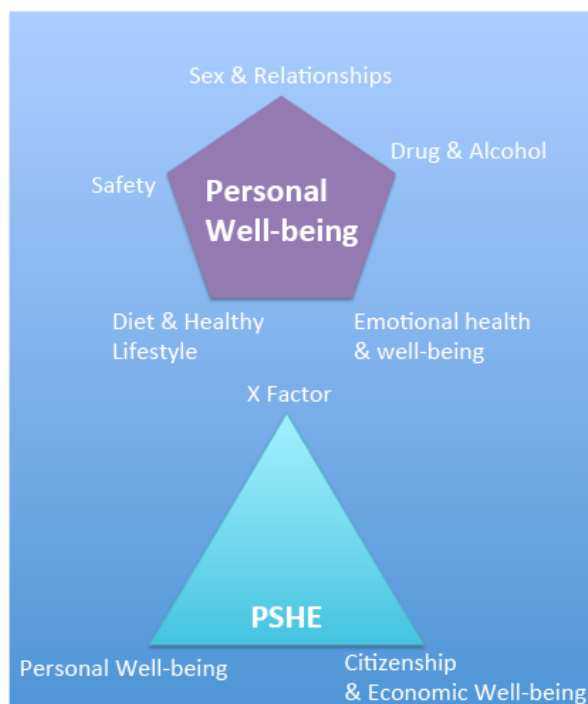 Sex & Relationships
Drug & Alcohol
Safety
Personal
Well-being
Diet & Healthy
Lifestyle
Emotional health
& well-being
X Factor
PSHE
Personal Well-being
Citizenship
& Economic Well-being